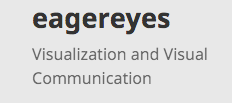 eagereyes
Visualization and Visual
Communication